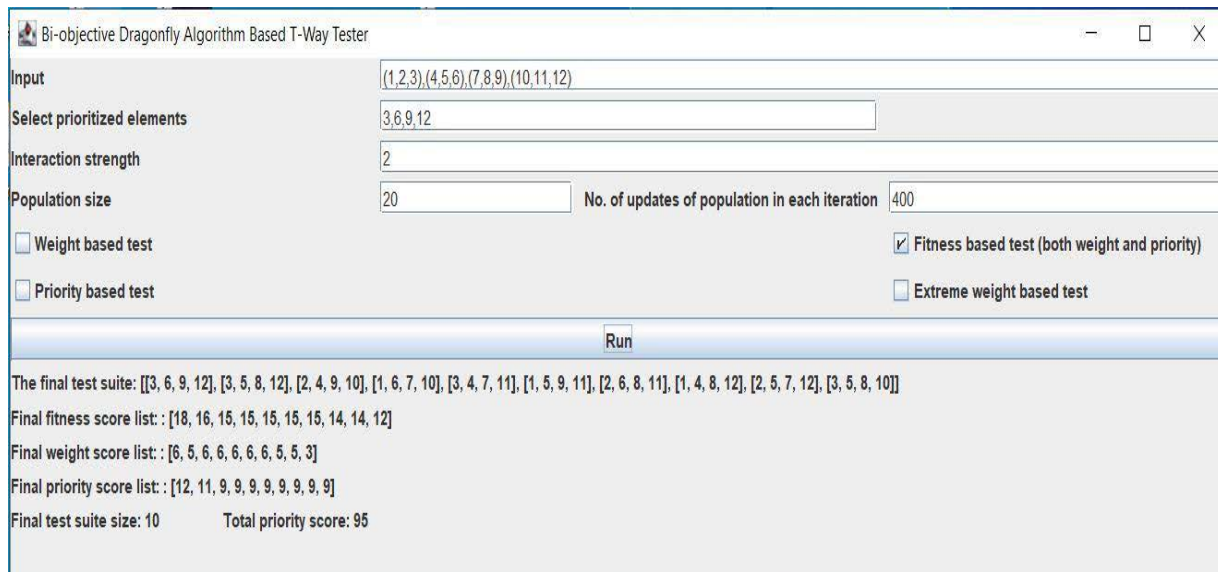 Bi-objective Dragonfly Algorithm Based T-Way Tester
Input (1,2,3),(4,5,6),(7,8,9),(10,11,12)
Select prioritized elements 3,6,9,12
Interaction strength 2
Population size 20 No. of updates of population in each iteration 400
Weight based test Fitness based test (both weight and priority)
Priority based test Extreme weight based test
Run
The final test suite: [[3, 6, 9, 12], [3, 5, 8, 12], [2, 4, 9, 10], [1, 6, 7, 10], [3, 4, 7, 11], [1, 5, 9, 11], [2, 6, 8, 11], [1, 4, 8, 12], [2, 5, 7, 12], [3, 5, 8, 10]]
Final fitness score list: : [18, 16, 15, 15, 15, 15, 15, 14, 14, 12]
Final weight score list: : [6, 5, 6, 6, 6, 6, 6, 5, 5, 3]
Final priority score list: : [12, 11, 9, 9, 9, 9, 9, 9, 9, 9]
Final test suite size: 10 Total priority score: 95